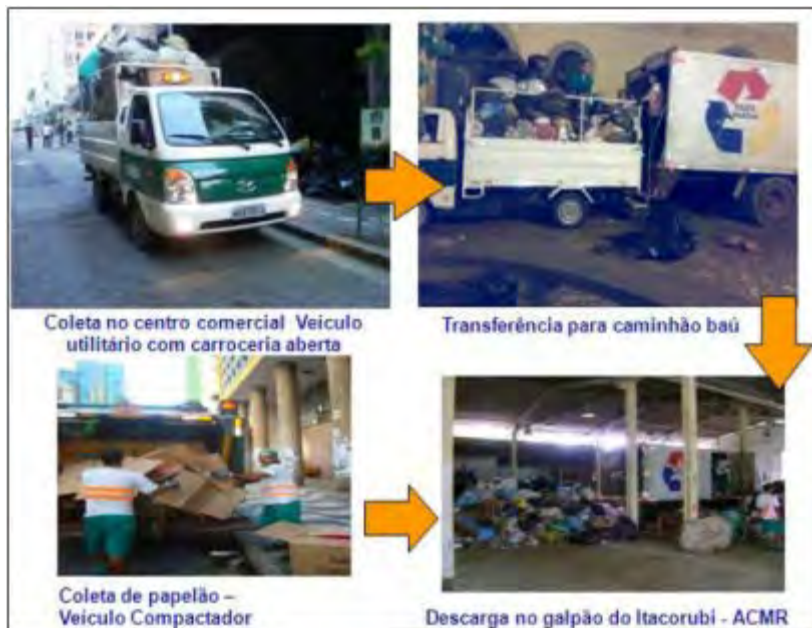 Coleta no centro comercial Veículo
utilitário com carroceria aberta
Transferência para caminhão baú
Coleta de papelão –
Veículo Compactador
Descarga no galpão do Itacorubi - ACMR